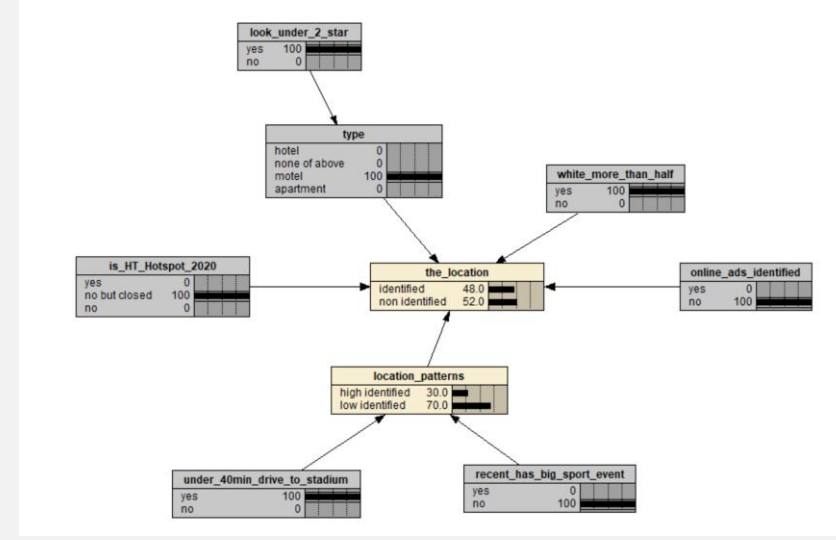 look_under_2_star
yes 100
no 0
type
hotel 0
none of above 0
motel 100
apartment 0
white_more_than_half
yes 100
no 0
is_HT_Hotspot_2020
yes 0
no but closed 100
no 0
the_location
identified 48.0
non identified 52.0
online_ads_identified
yes 0
no 100
location_patterns
high identified 30.0
low identified 70.0
under_40min_drive_to_stadium
yes 100
no 0
recent_has_big_sport_event
yes 0
no 100